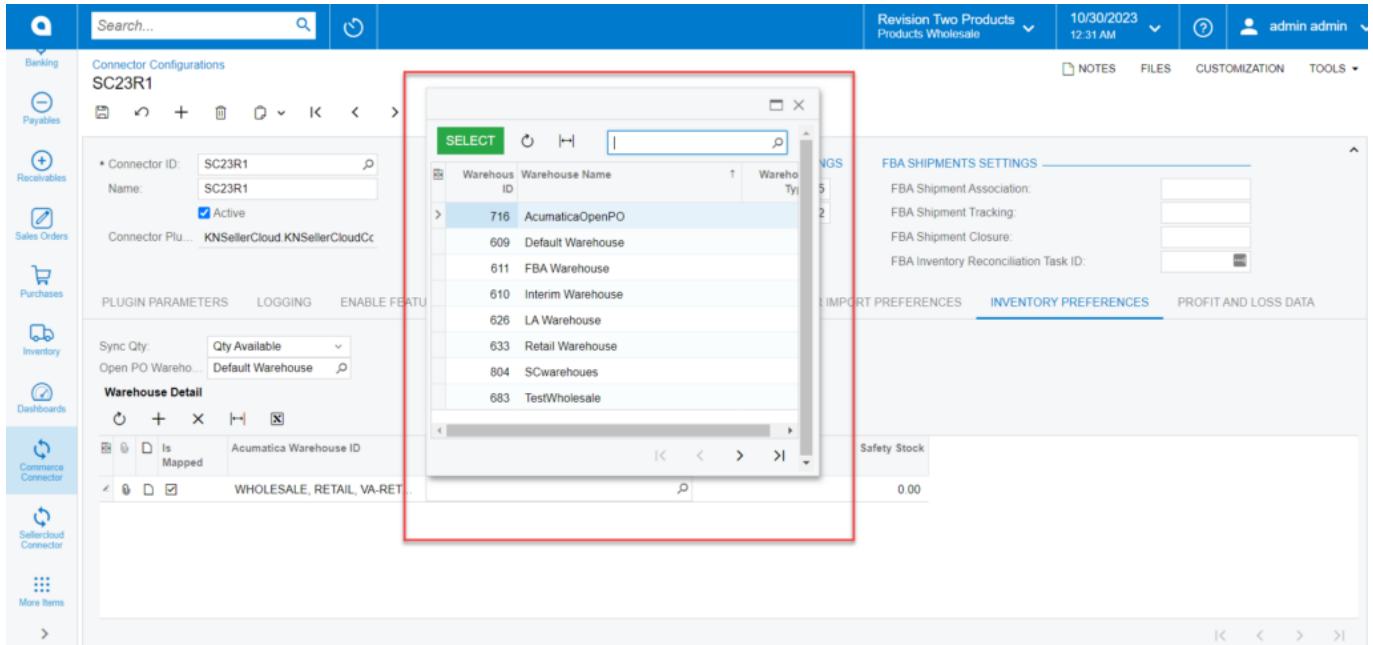 Search...
Revision Two Products
Products Wholesale
10/30/2023
12:31 AM
admin admin
Banking
Payables
Receivables
Sales Orders
Purchases
Inventory
Dashboards
Commerce
Connector
Sellercloud
Connector
More Items
Connector Configurations
SC23R1
NOTES FILES CUSTOMIZATION TOOLS
* Connector ID: SC23R1
Name: SC23R1
Active
Connector Plu... KNSellerCloud.KNSellerCloudCc
NGS
5
2
FBA SHIPMENTS SETTINGS
FBA Shipment Association:
FBA Shipment Tracking:
FBA Shipment Closure:
FBA Inventory Reconciliation Task ID:
PLUGIN PARAMETERS LOGGING ENABLE FEATU
R IMPORT PREFERENCES INVENTORY PREFERENCES PROFIT AND LOSS DATA
Sync Qty: Qty Available
Open PO Wareho... Default Warehouse
Warehouse Detail
Is
Mapped
Acumatica Warehouse ID
Safety Stock
WHOLESALE, RETAIL, VA-RET... 0.00
SELECT
Warehous
ID
Warehouse Name
Wareho
Ty
716 AcumaticaOpenPO
609 Default Warehouse
611 FBA Warehouse
610 Interim Warehouse
626 LA Warehouse
633 Retail Warehouse
804 SCwarehoues
683 TestWholesale